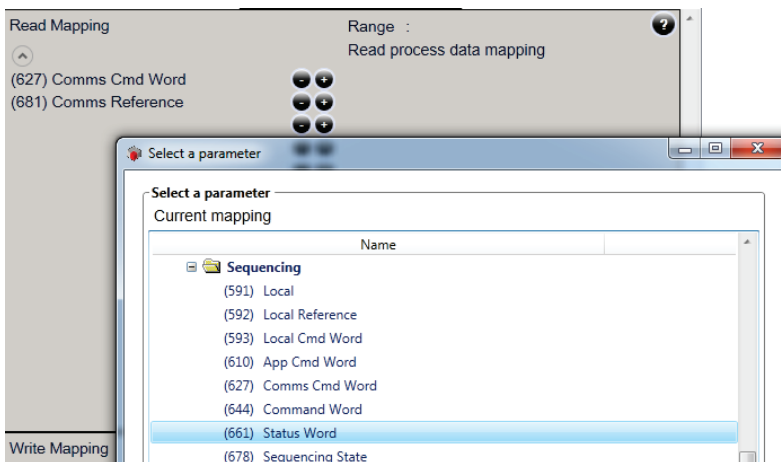 Read Mapping
Range :
?
Read process data mapping
(627) Comms Cmd Word
- +
(681) Comms Reference
- +
- +
Select a parameter
Select a parameter
Current mapping
Name
Sequencing
(591) Local
(592) Local Reference
(593) Local Cmd Word
(610) App Cmd Word
(627) Comms Cmd Word
(644) Command Word
(661) Status Word
Write Mapping
(678) Sequencing State